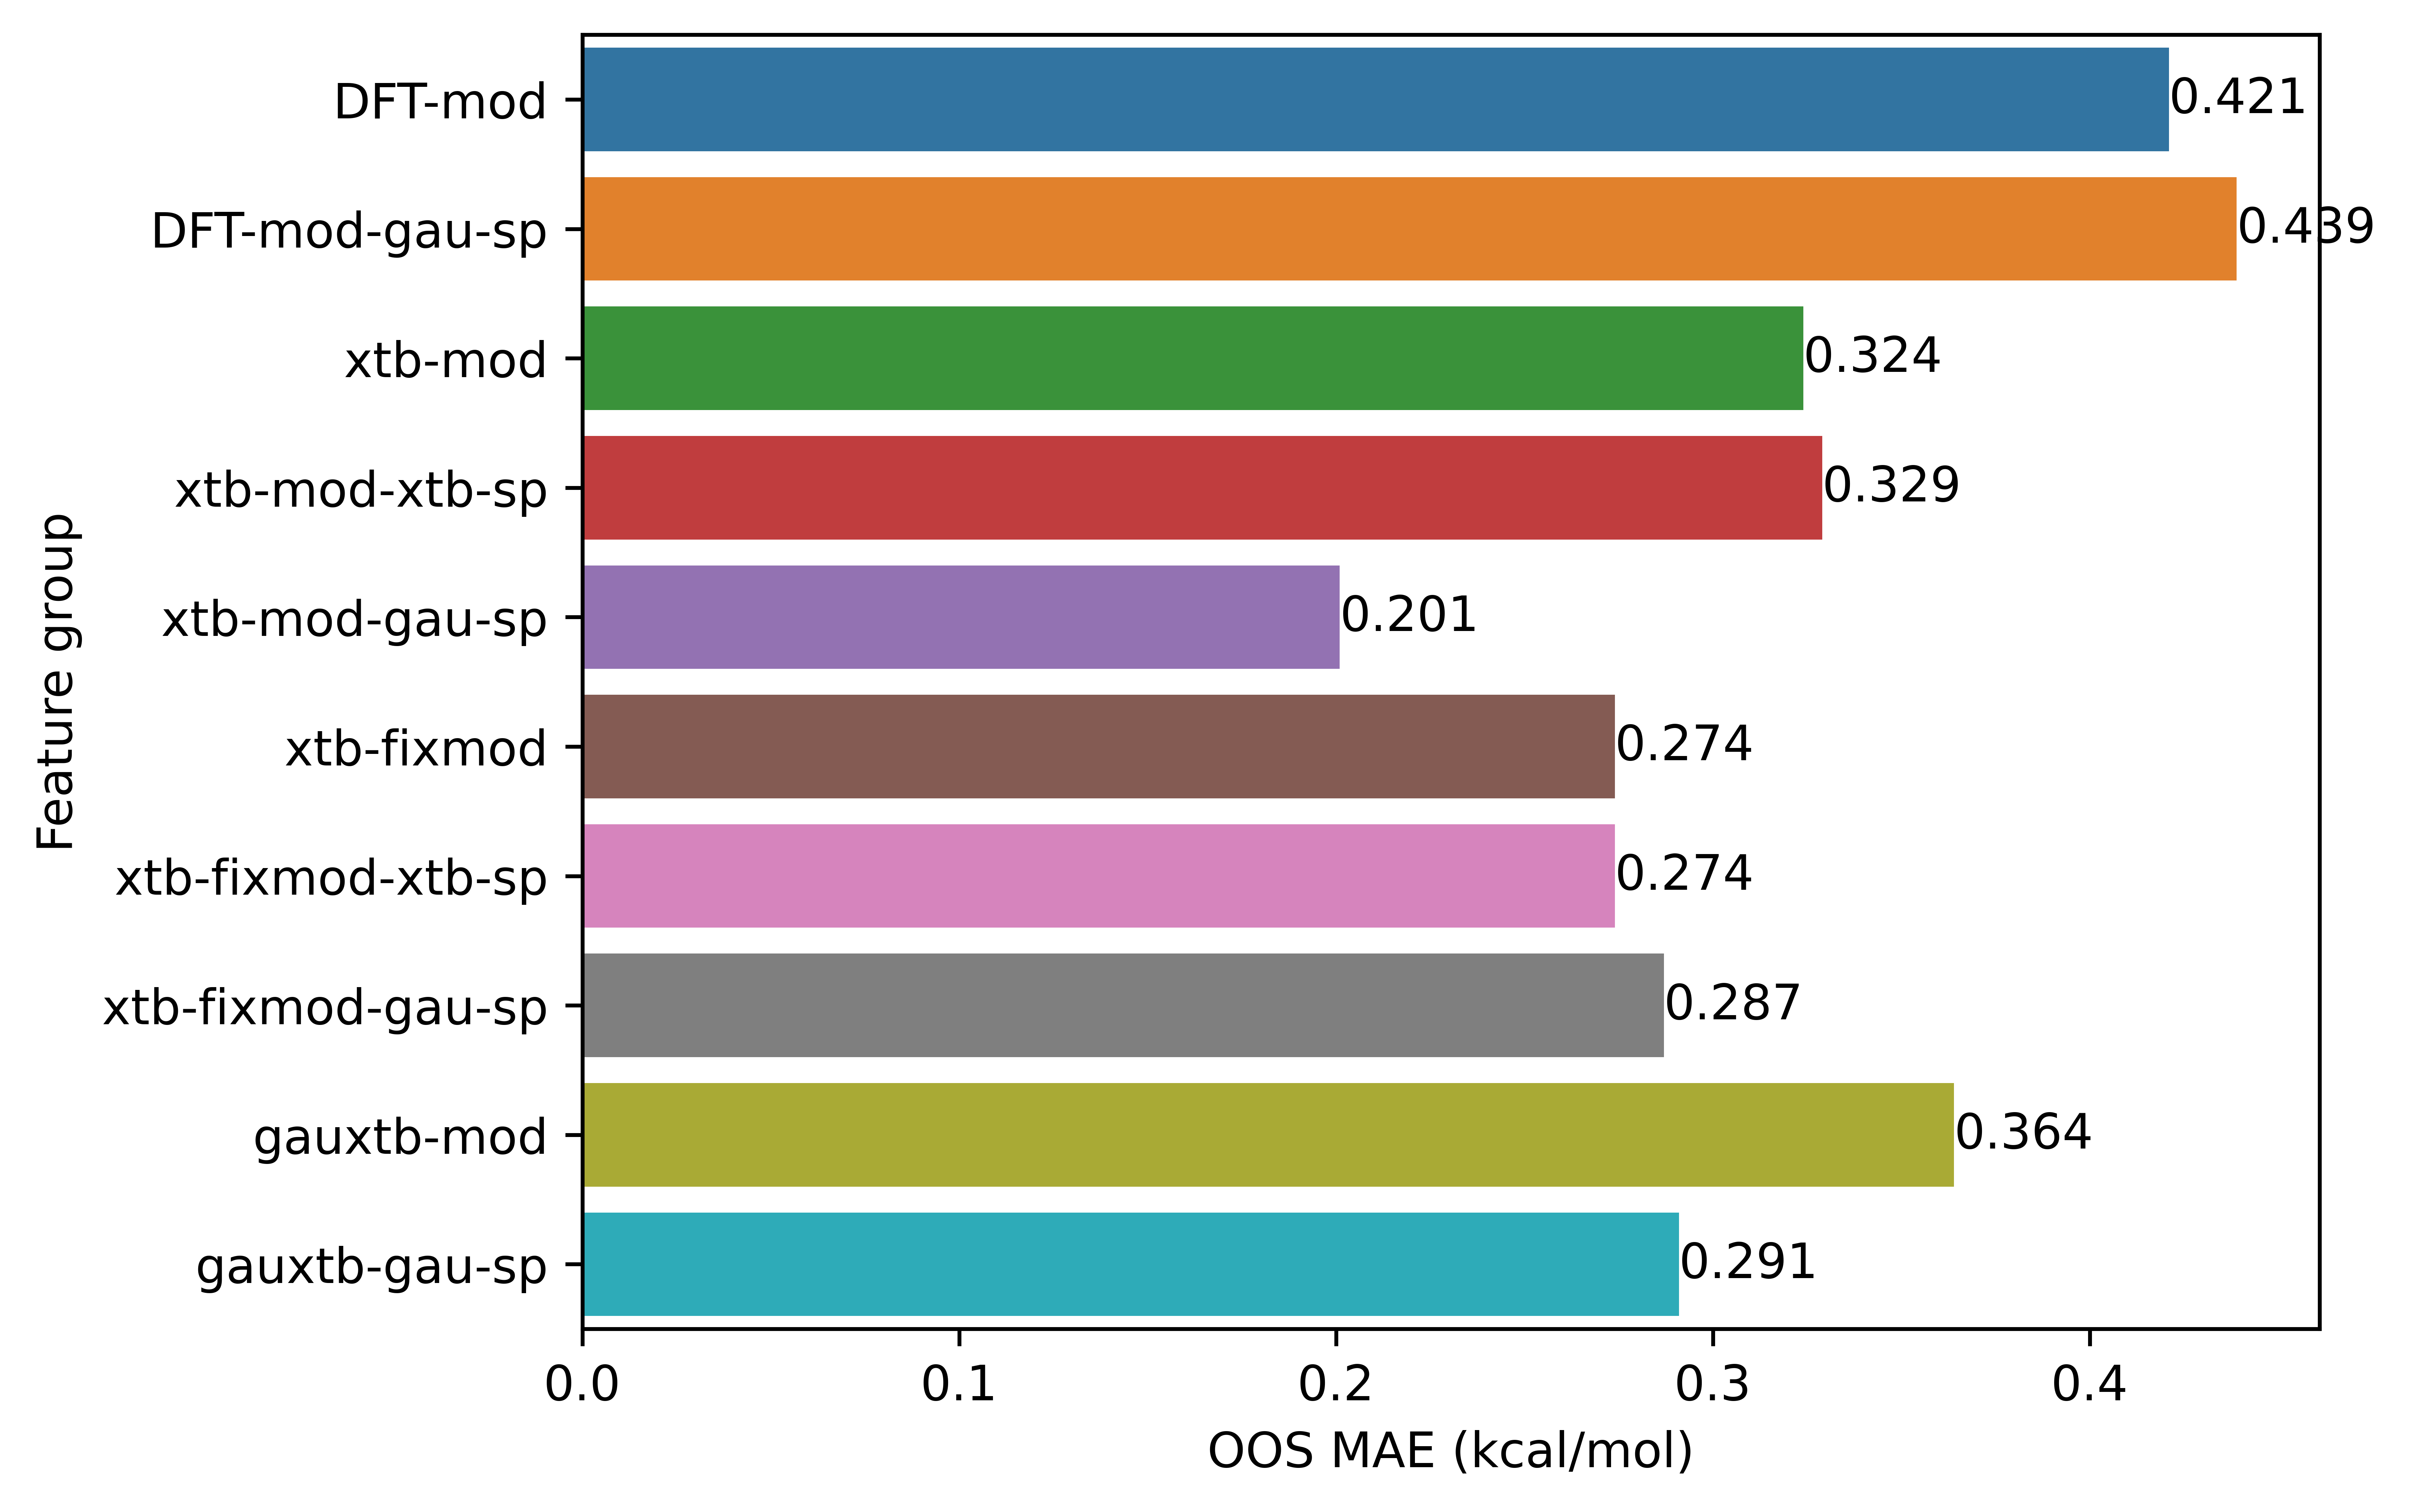 DFT-mod 0.421
DFT-mod-gau-sp 0.439
xtb-mod 0.324
xtb-mod-xtb-sp 0.329
xtb-mod-gau-sp 0.201
xtb-fixmod 0.274
xtb-fixmod-xtb-sp 0.274
xtb-fixmod-gau-sp 0.287
gauxtb-mod 0.364
gauxtb-gau-sp 0.291
Feature group
0.0 0.1 0.2 0.3 0.4
OOS MAE (kcal/mol)